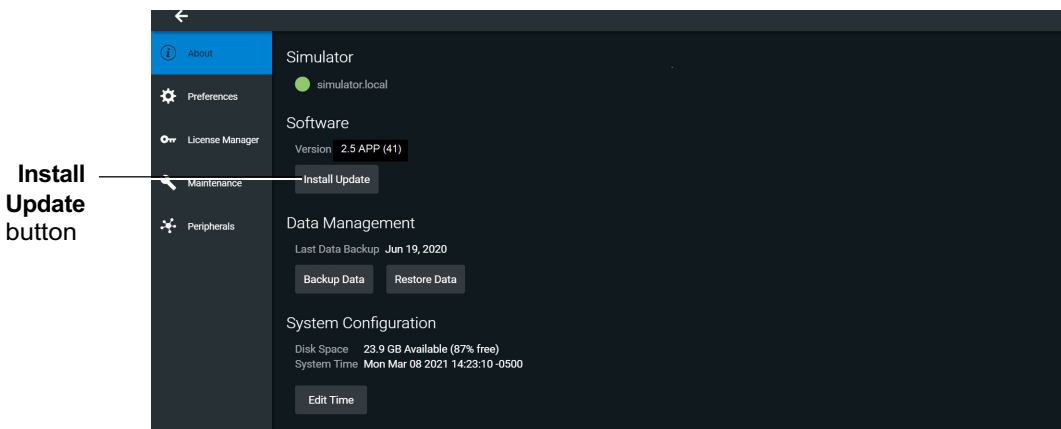 About
Preferences
License Manager
Maintenance
Peripherals
Install
Update
button
Simulator
simulator.local
Software
Version 2.5 APP (41)
Install Update
Data Management
Last Data Backup Jun 19, 2020
Backup Data Restore Data
System Configuration
Disk Space 23.9 GB Available (87% free)
System Time Mon Mar 08 2021 14:23:10 -0500
Edit Time